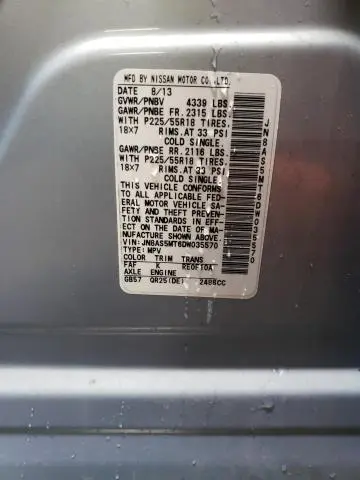 MFD BY NISSAN MOTOR CO.,LTD.
DATE 8/13
GVWR/PNBV 4339 LBS.
GAWR/PNBE FR. 2315 LBS.
WITH P225/55R18 TIRES.
18X7 RIMS.AT 33 PSI
COLD SINGLE.
GAWR/PNBE RR. 2116 LBS.
WITH P225/55R18 TIRES.
18X7 RIMS.AT 33 PSI
COLD SINGLE.
THIS VEHICLE CONFORMS
TO ALL APPLICABLE FED-
ERAL MOTOR VEHICLE SA-
FETY AND THEFT PREVENTION
STANDARDS IN EFF-
ECT ON THE DATE OF MA-
NUFACTURE SHOWN ABOVE.
VIN:JN8AS5MT6DW035570
TYPE: MPV
COLOR TRIM TRANS
FAF K RE0F10A
AXLE ENGINE
GB57 QR25(DE) 2488CC
JN8AS5MT6DW035570